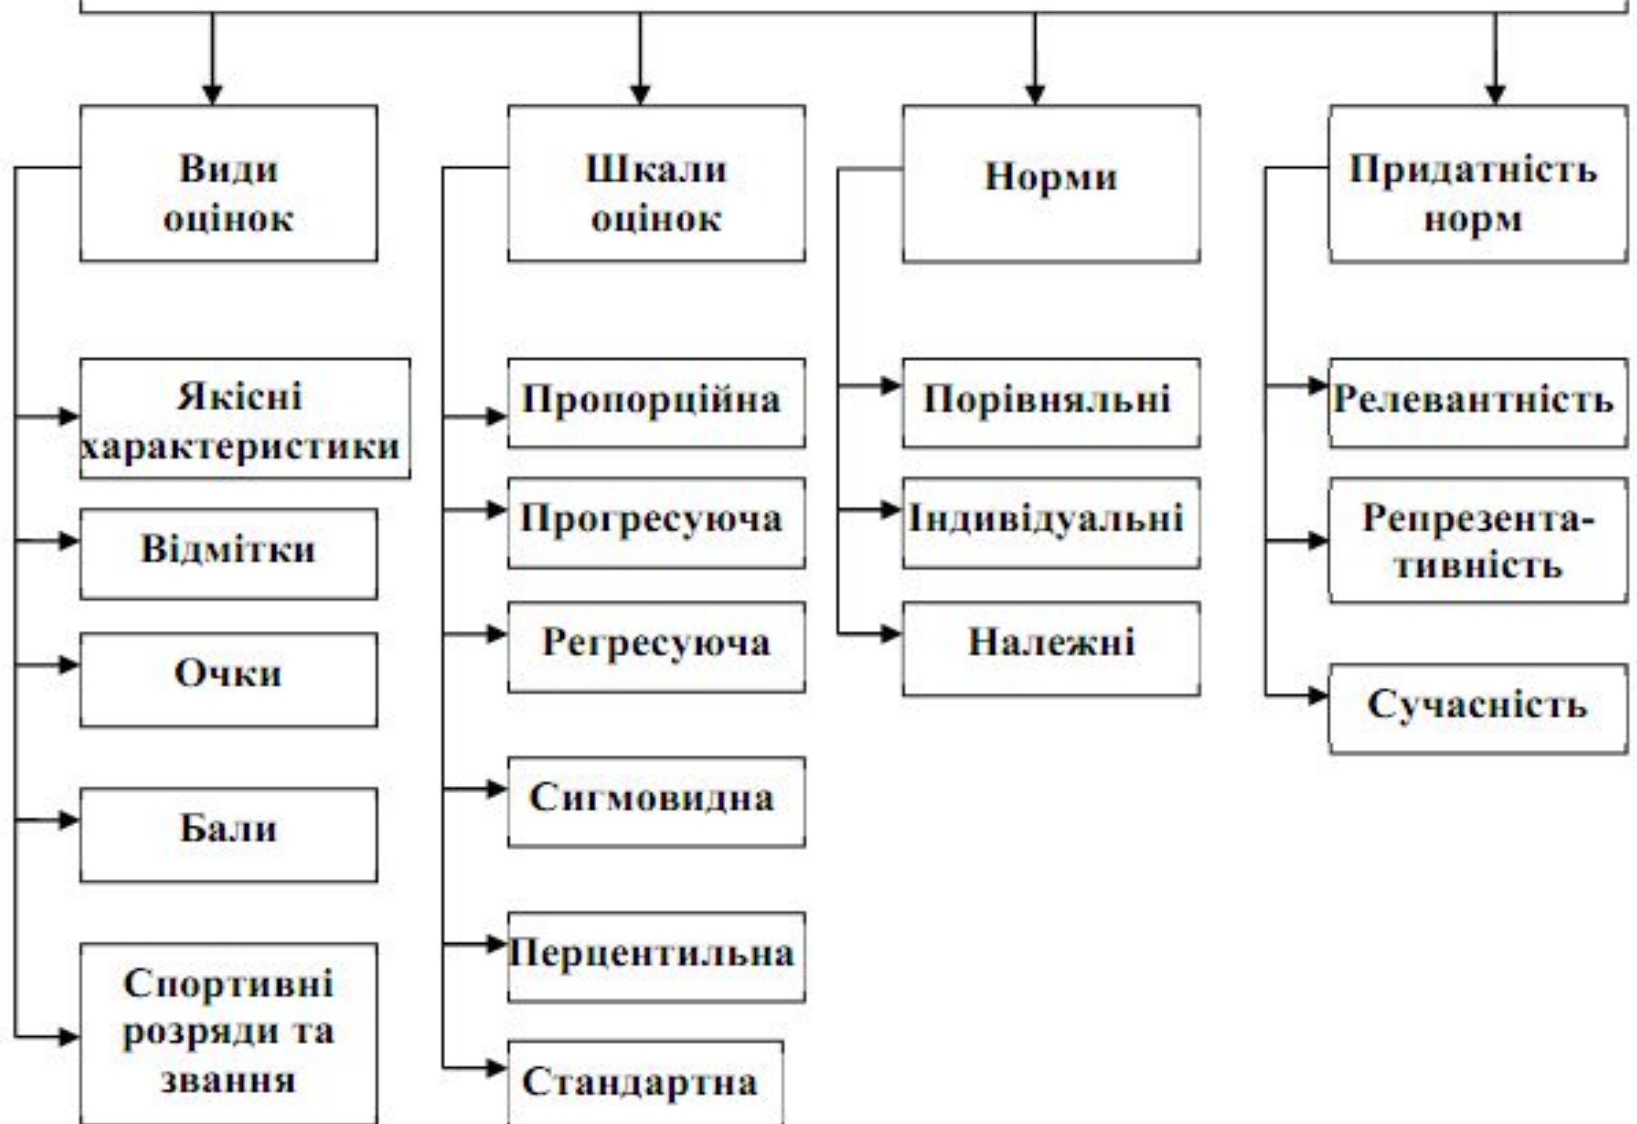 Види
оцінок
Якісні
характеристики
Відмітки
Очки
Бали
Спортивні
розряди та
звання
Шкали
оцінок
Пропорційна
Прогресуюча
Регресуюча
Сигмовидна
Перцентильна
Стандартна
Норми
Порівняльні
Індивідуальні
Належні
Придатність
норм
Релевантність
Репрезента-
тивність
Сучасність